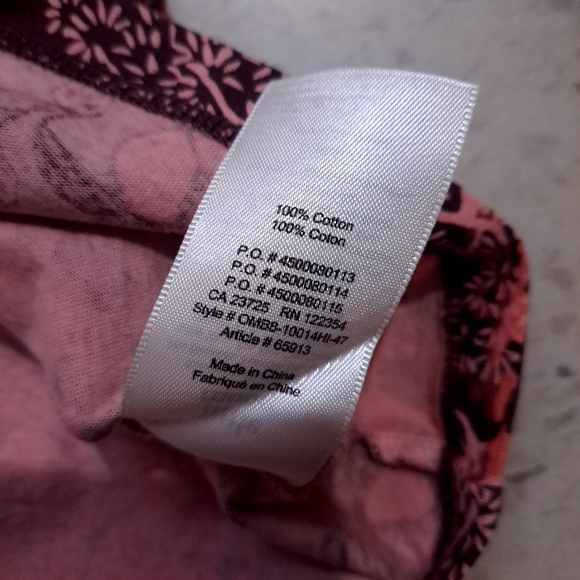 100% Cotton
100% Coton
P.O. # 4500080113
P.O. # 4500080114
P.O. # 4500080115
CA 23725 RN 122354
Style # OMB8-10014HI-47
Article # 65913
Made in China
Fabriqué en Chine